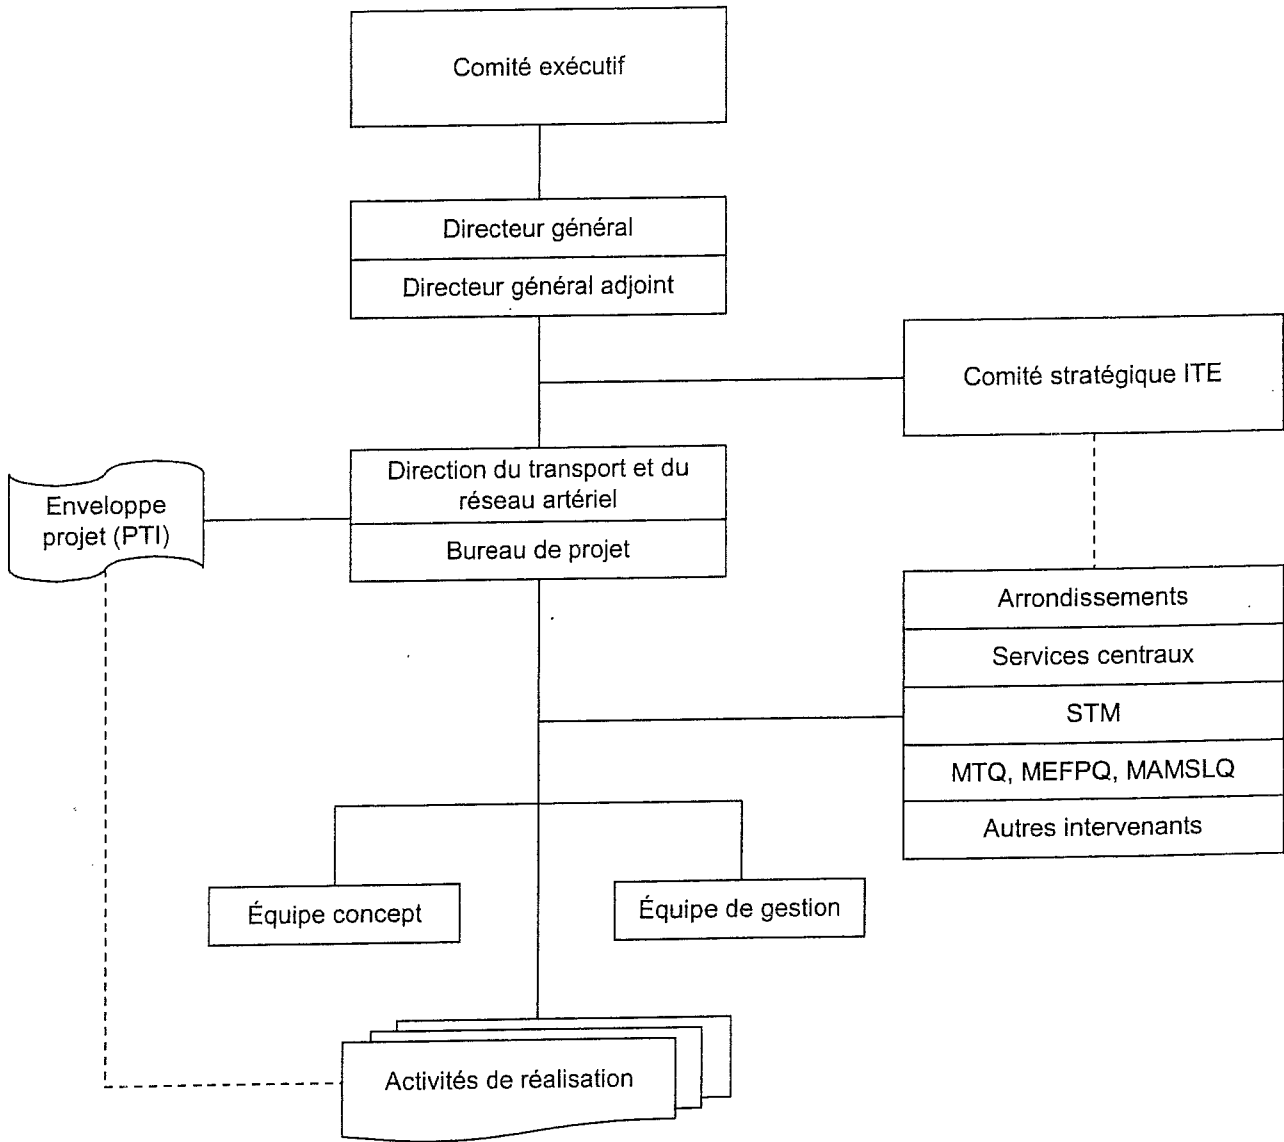 Comité exécutif
Directeur général
Directeur général adjoint
Comité stratégique ITE
Direction du transport et du
réseau artériel
Enveloppe
projet (PTI)
Bureau de projet
Arrondissements
Services centraux
STM
MTQ, MEFPQ, MAMSLQ
Autres intervenants
Équipe concept
Équipe de gestion
Activités de réalisation